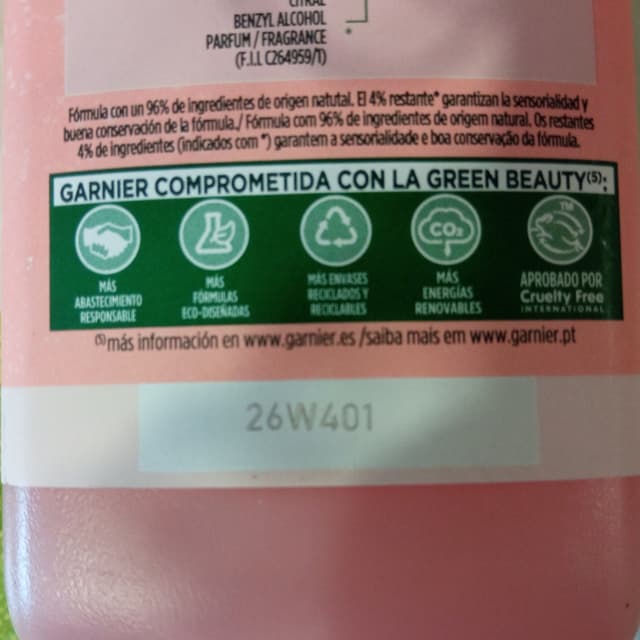 CITRAL
BENZYL ALCOHOL
PARFUM / FRAGRANCE
(F.I.L C264959/1)
Fórmula con un 96% de ingredientes de origen natutal. El 4% restante* garantizan la sensorialidad y
buena conservación de la fórmula./ Fórmula com 96% de ingredientes de origem natural. Os restantes
4% de ingredientes (indicados com *) garantem a sensorialidade e boa conservação da fórmula.
GARNIER COMPROMETIDA CON LA GREEN BEAUTY(5):
CO2
TM
MÁS
ABASTECIMIENTO
RESPONSABLE
MÁS
FÓRMULAS
ECO-DISEÑADAS
MÁS ENVASES
RECICLADOS Y
RECICLABLES
MÁS
ENERGÍAS
RENOVABLES
APROBADO POR
Cruelty Free
INTERNATIONAL
(5)más información en www.garnier.es /saiba mais em www.garnier.pt
26W401